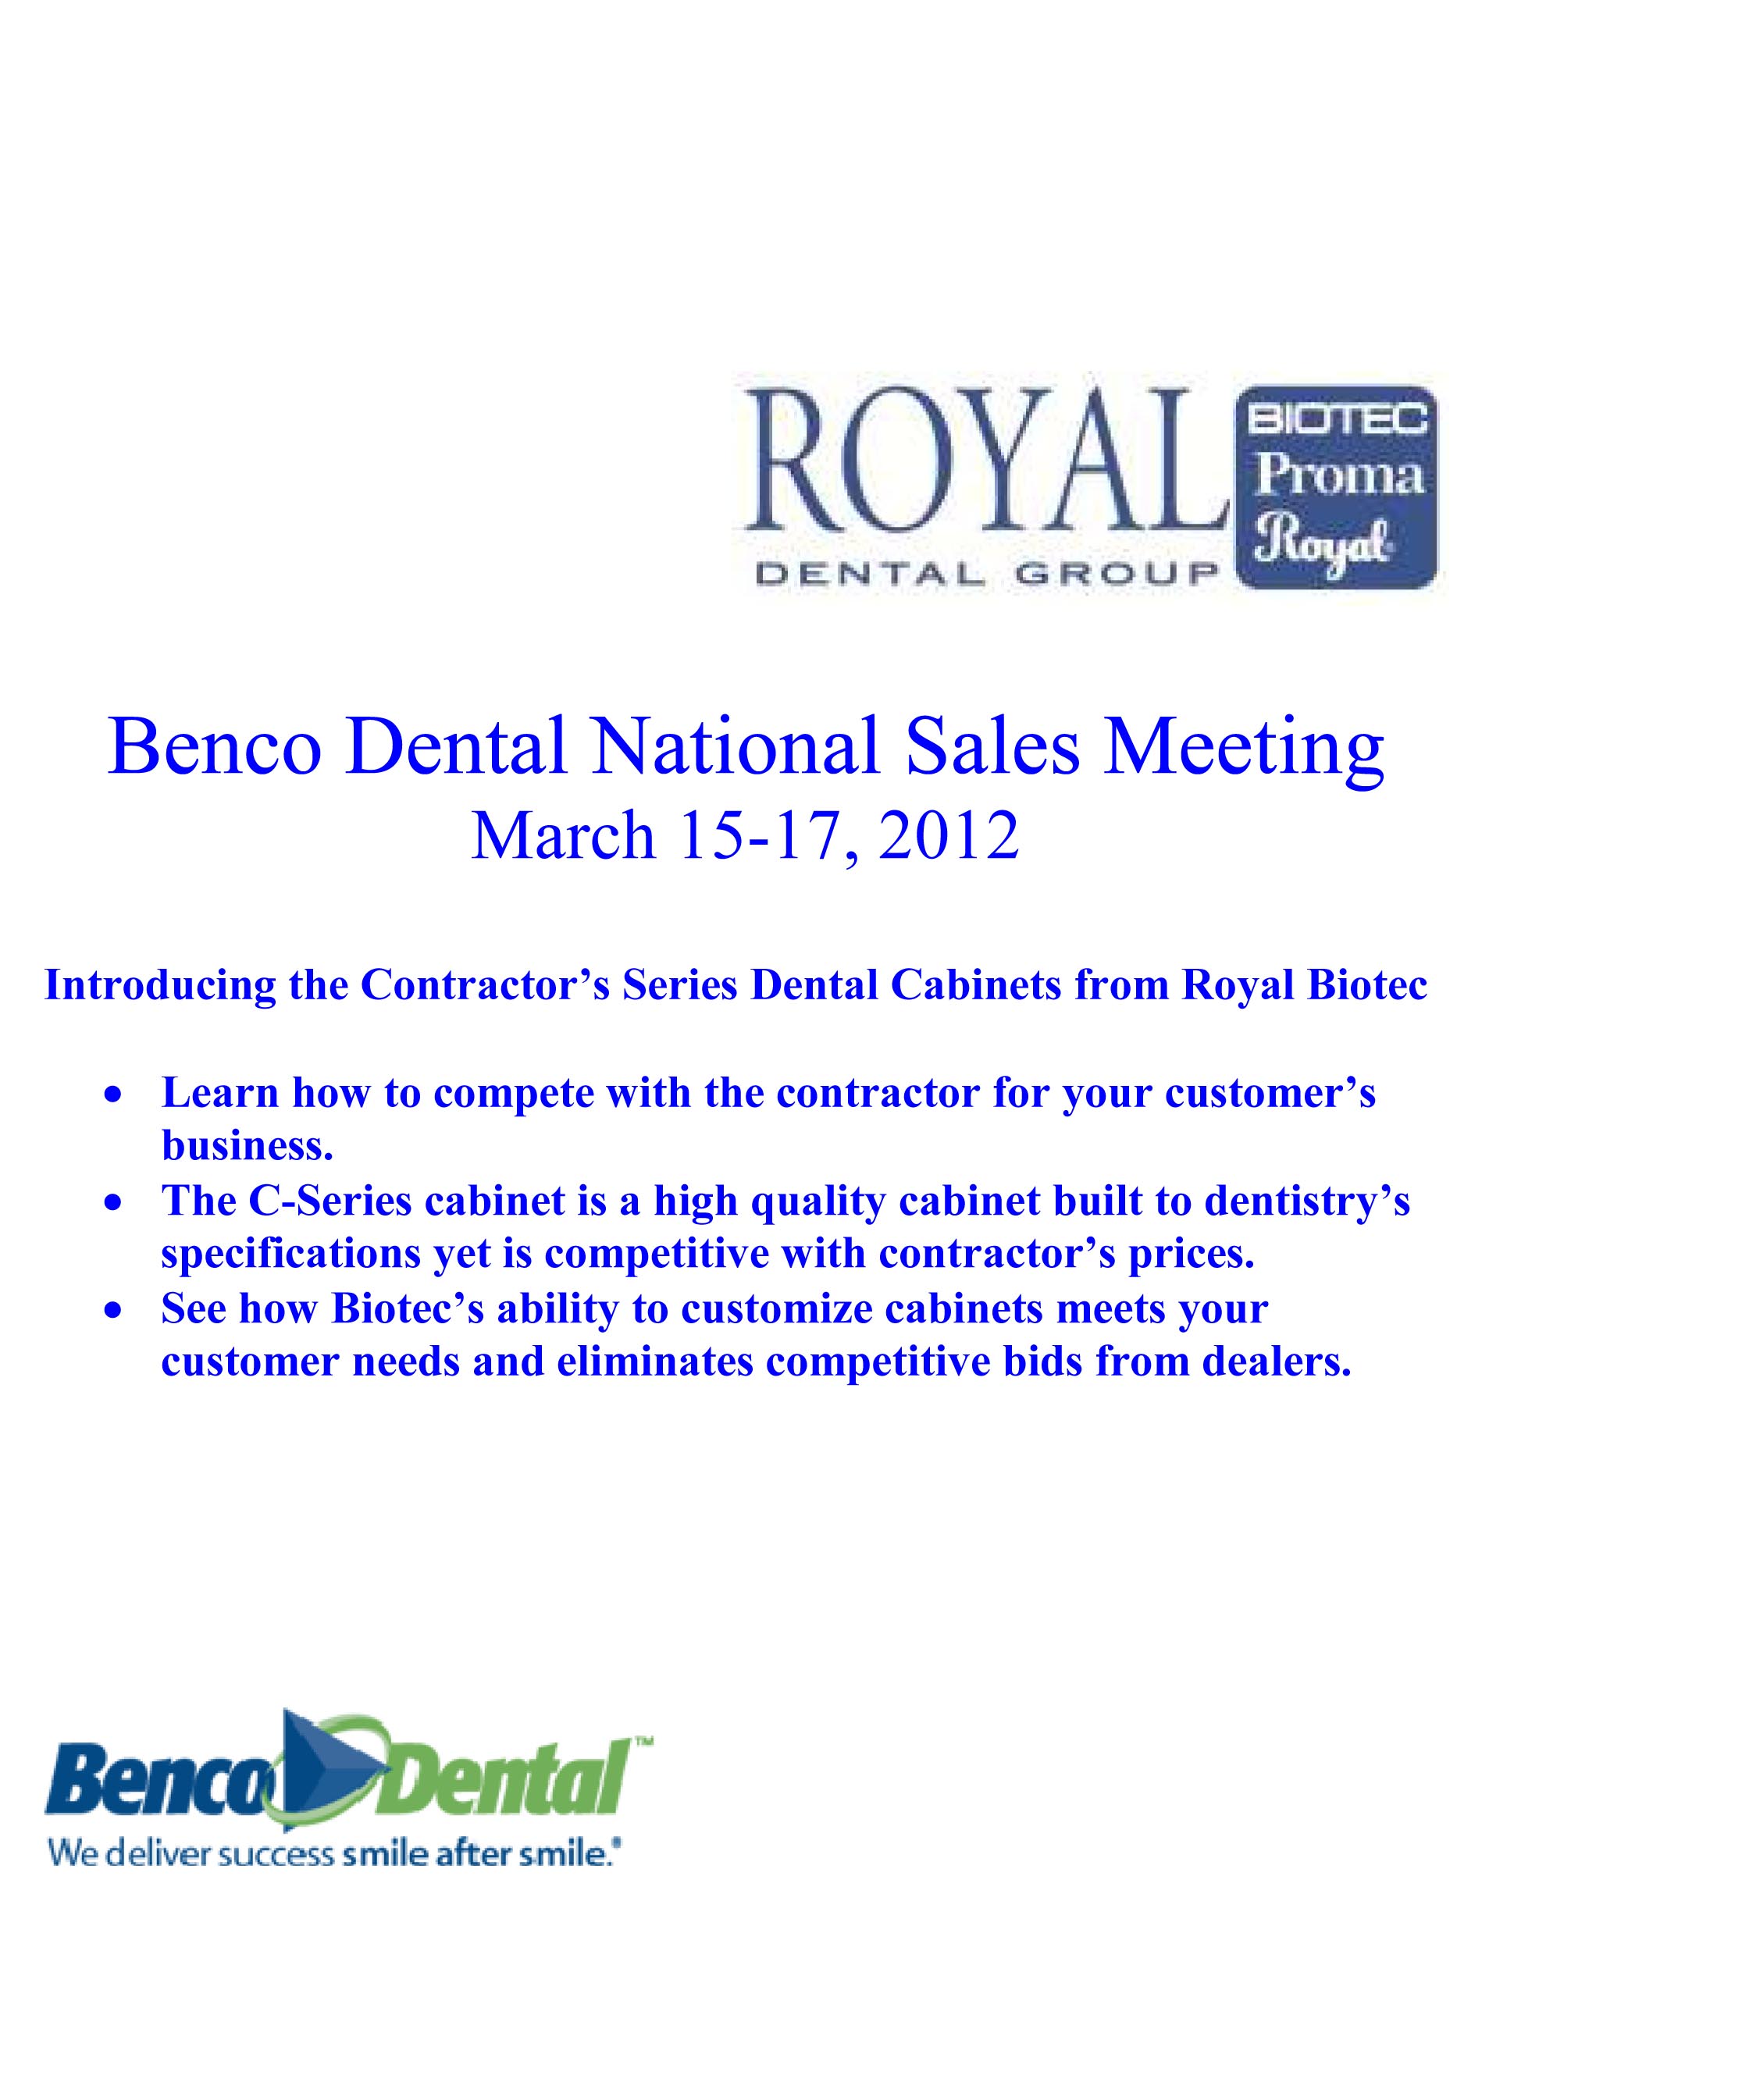 ROYAL
DENTAL GROUP
BIOTEC
Proma
Royal
Benco Dental National Sales Meeting
March 15-17, 2012
Introducing the Contractor’s Series Dental Cabinets from Royal Biotec
• Learn how to compete with the contractor for your customer’s
business.
• The C-Series cabinet is a high quality cabinet built to dentistry’s
specifications yet is competitive with contractor’s prices.
• See how Biotec’s ability to customize cabinets meets your
customer needs and eliminates competitive bids from dealers.
Benco Dental™
We deliver success smile after smile.®